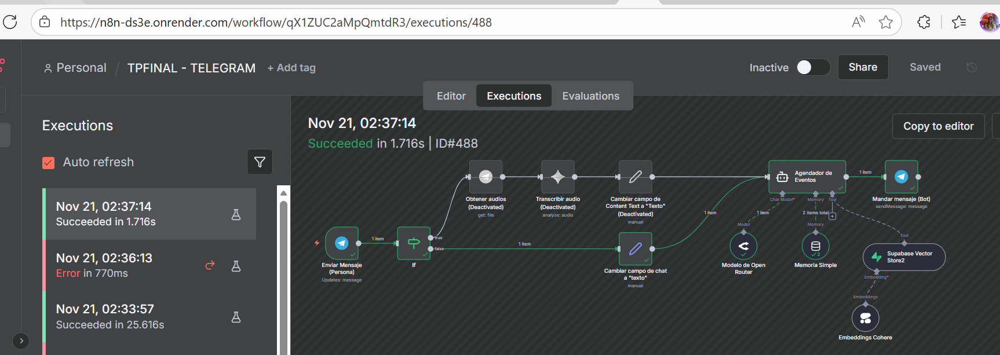 https://n8n-ds3e.onrender.com/workflow/qX1ZUC2aMpQmtdR3/executions/488
Personal / TPFINAL - TELEGRAM + Add tag
Inactive
Share
Saved
Editor
Executions
Evaluations
Executions
Auto refresh
Nov 21, 02:37:14
Succeeded in 1.716s
Nov 21, 02:36:13
Error in 770ms
Nov 21, 02:33:57
Succeeded in 25.616s
Nov 21, 02:37:14
Succeeded in 1.716s | ID#488
Copy to editor
Obtener audios
(Deactivated)
get: file
Transcribir audio
(Deactivated)
analyze: audio
Cambiar campo de
Content Text a "Texto"
(Deactivated)
manual
Agendador de
Eventos
Chat Model*
Memory
Tool
1 item
Mandar mensaje (Bot)
sendMessage: message
Enviar Mensaje
(Persona)
Updates: message
1 item
If
true
false
1 item
Cambiar campo de chat
a "texto"
manual
1 item
1 item
2 items total
Model
Modelo de Open
Router
Memory
2
Memoria Simple
Tool
Supabase Vector
Store2
Embedding*
Embeddings
Embeddings Cohere